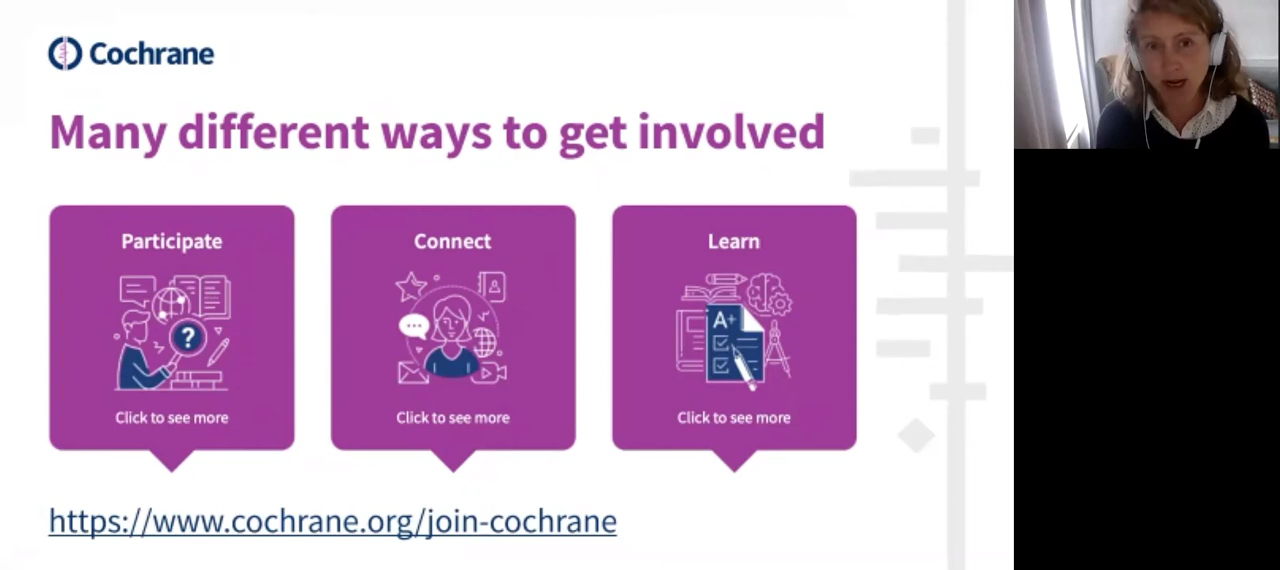 Cochrane
Many different ways to get involved
Participate
?
Click to see more
Connect
Click to see more
Learn
A+
Click to see more
https://www.cochrane.org/join-cochrane